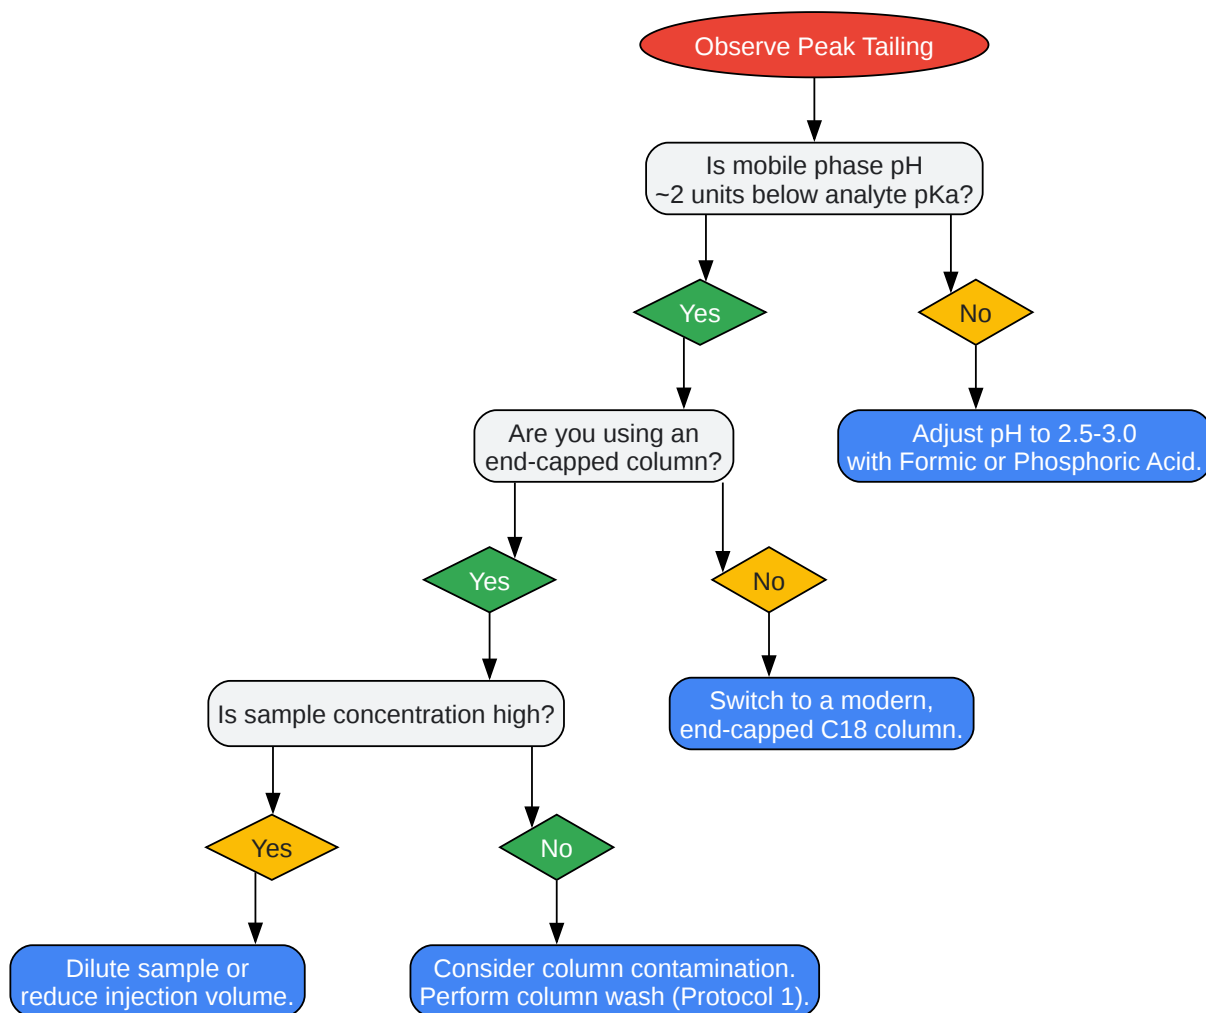 Observe Peak Tailing
Is mobile phase pH
~2 units below analyte pKa?
Yes
No
Are you using an
end-capped column?
Adjust pH to 2.5-3.0
with Formic or Phosphoric Acid.
Yes
No
Is sample concentration high?
Switch to a modern,
end-capped C18 column.
Yes
No
Dilute sample or
reduce injection volume.
Consider column contamination.
Perform column wash (Protocol 1).